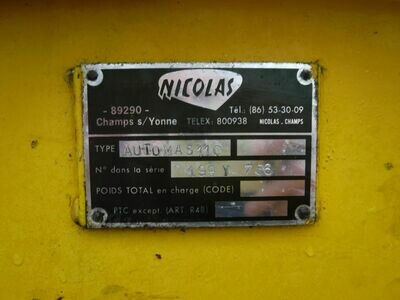 NICOLAS
- 89290 - Tél.: (86) 53-30-09
Champs s/Yonne TELEX: 800938 NICOLAS.CHAMPS
TYPE AUTOMAS
N° dans la série Y
POIDS TOTAL en charge (CODE)
PTC except. (ART. R48)